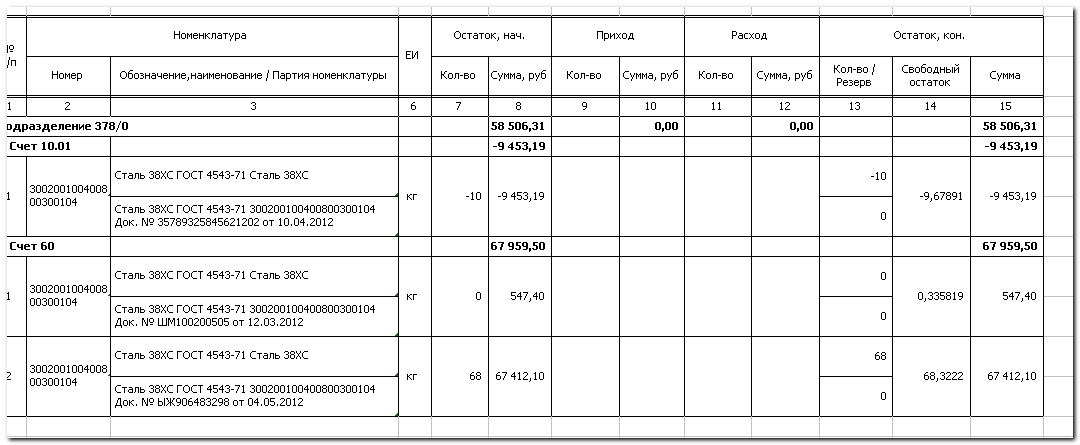 №
/п
Номенклатура
ЕИ
Остаток, нач.
Приход
Расход
Остаток, кон.
Номер
Обозначение,наименование / Партия номенклатуры
Кол-во
Сумма, руб
Кол-во
Сумма, руб
Кол-во
Сумма, руб
Кол-во /
Резерв
Свободный
остаток
Сумма
1 2 3 6 7 8 9 10 11 12 13 14 15
одразделение 378/0 58 506,31 0,00 0,00 58 506,31
Счет 10.01 -9 453,19 -9 453,19
1
3002001004008
00300104
Сталь 38ХС ГОСТ 4543-71 Сталь 38ХС
Сталь 38ХС ГОСТ 4543-71 300200100400800300104
Док. № 35789325845621202 от 10.04.2012
кг -10 -9 453,19
-10
0
-9,67891 -9 453,19
Счет 60 67 959,50 67 959,50
1
3002001004008
00300104
Сталь 38ХС ГОСТ 4543-71 Сталь 38ХС
Сталь 38ХС ГОСТ 4543-71 300200100400800300104
Док. № ШМ100200505 от 12.03.2012
кг 0 547,40
0
0
0,335819 547,40
2
3002001004008
00300104
Сталь 38ХС ГОСТ 4543-71 Сталь 38ХС
Сталь 38ХС ГОСТ 4543-71 300200100400800300104
Док. № ЫЖ906483298 от 04.05.2012
кг 68 67 412,10
68
0
68,3222 67 412,10